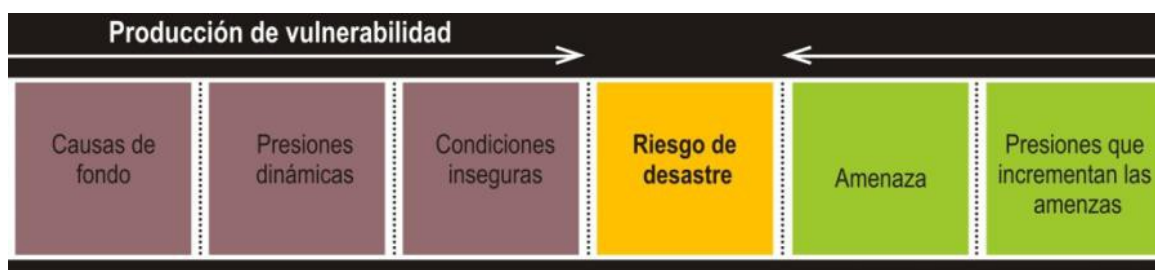 Producción de vulnerabilidad
Causas de
fondo
Presiones
dinámicas
Condiciones
inseguras
Riesgo de
desastre
Amenaza
Presiones que
incrementan las
amenzas